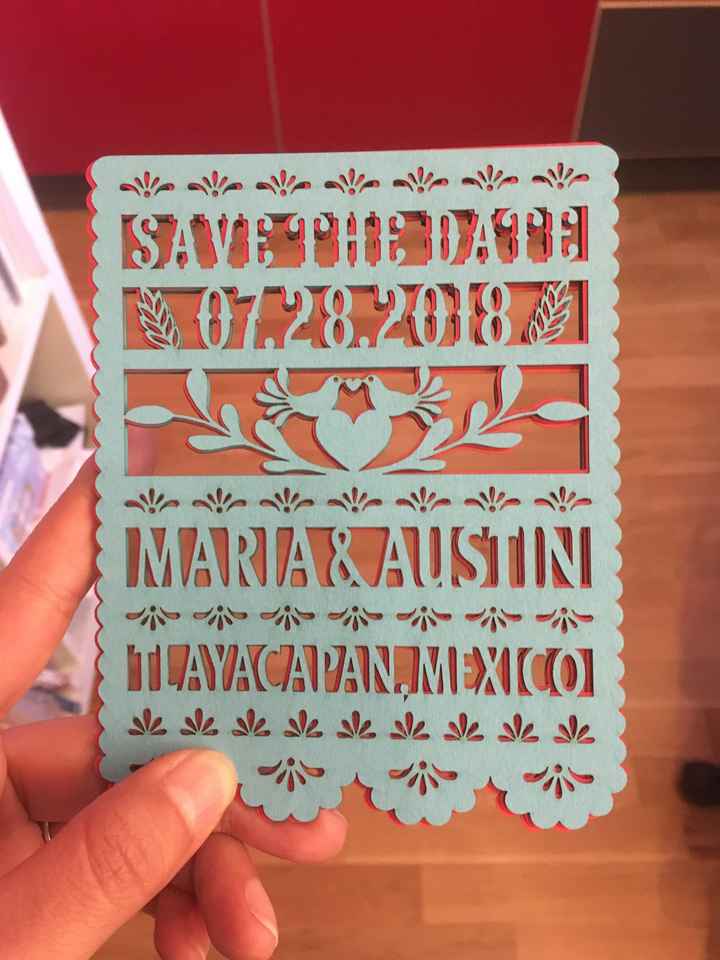 SAVE THE DATE
07.28.2018
MARIA & AUSTIN
TLAYACAPAN, MEXICO